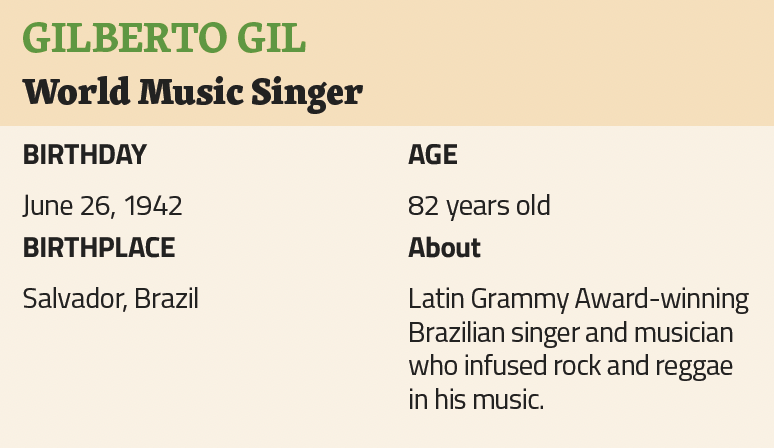 GILBERTO GIL
World Music Singer
BIRTHDAY
June 26, 1942
BIRTHPLACE
Salvador, Brazil
AGE
82 years old
About
Latin Grammy Award-winning
Brazilian singer and musician
who infused rock and reggae
in his music.